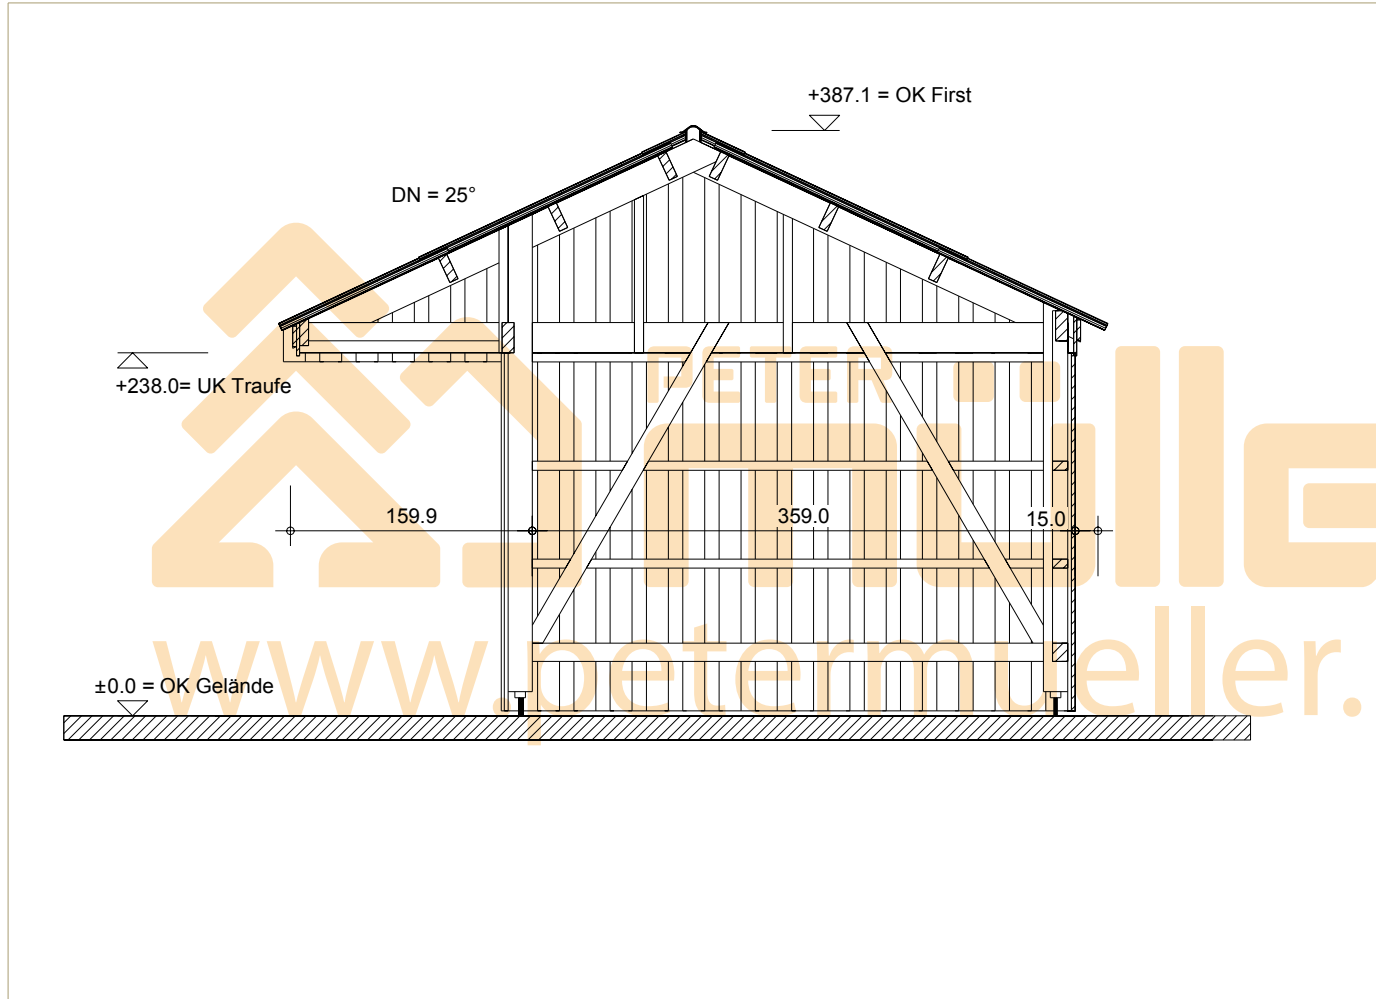 +387.1 = OK First
DN = 25°
+238.0= UK Traufe
PETER
mülle
159.9
359.0
15.0
www.petermueller.
±0.0 = OK Gelände